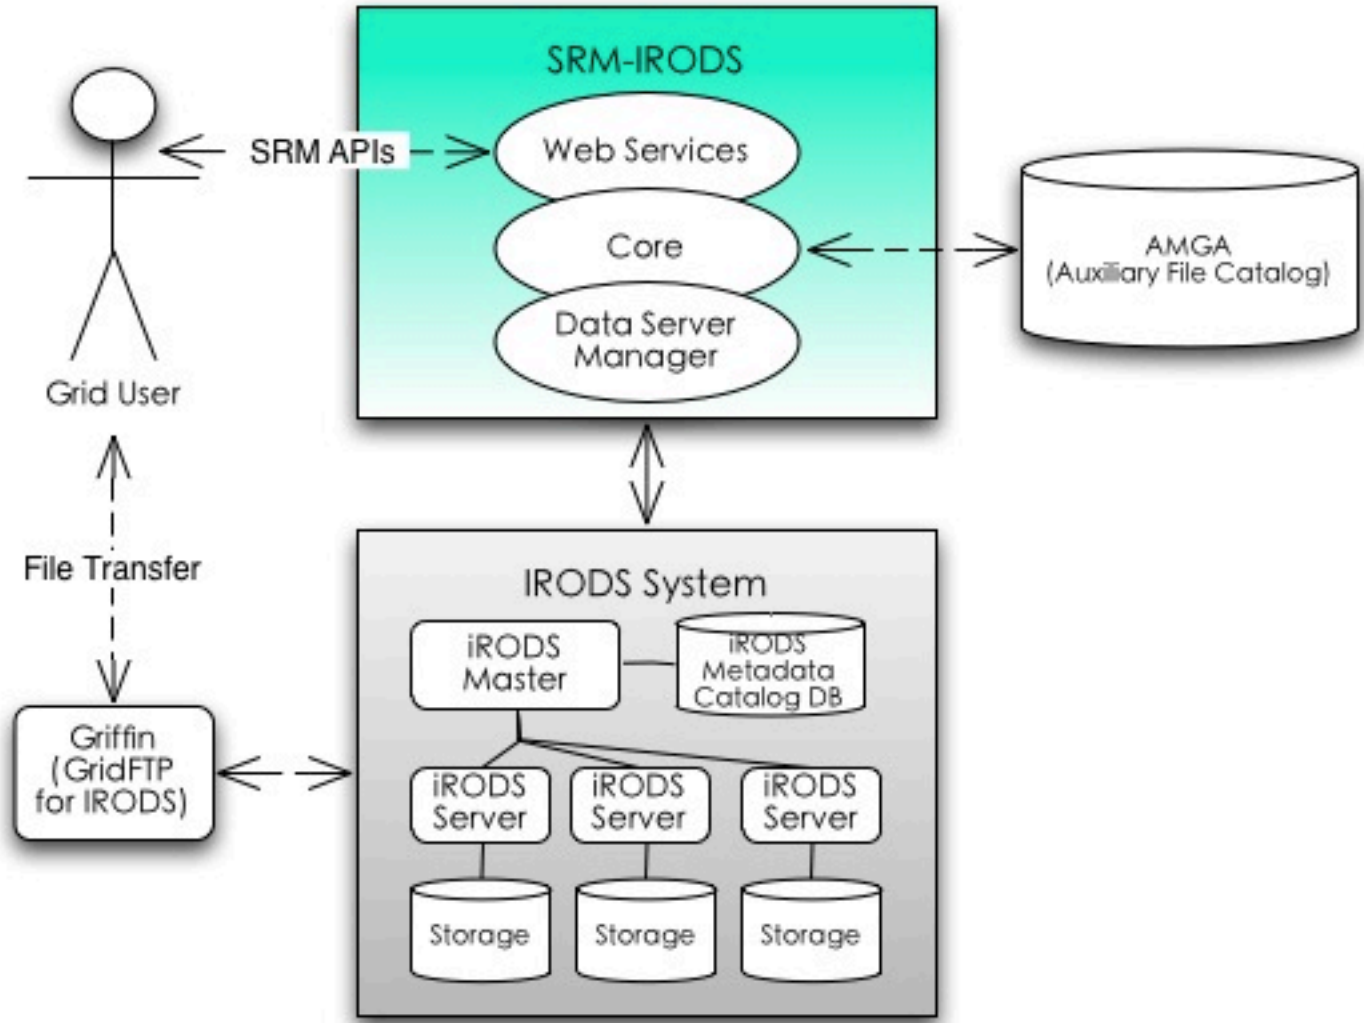 SRM-IRODS
SRM APIs
Web Services
Core
Data Server
Manager
AMGA
(Auxiliary File Catalog)
Grid User
File Transfer
IRODS System
iRODS
Master
iRODS
Metadata
Catalog DB
Griffin
(GridFTP
for IRODS)
iRODS
Server
iRODS
Server
iRODS
Server
Storage
Storage
Storage